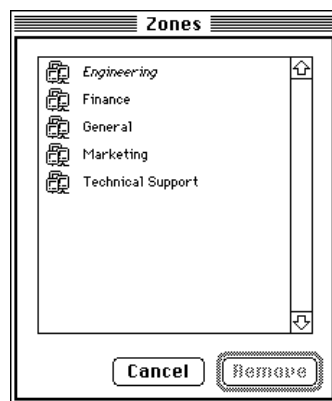 Zones
Engineering
Finance
General
Marketing
Technical Support
Cancel
Remove